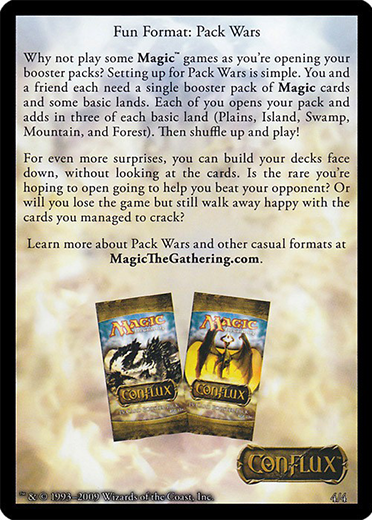 Fun Format: Pack Wars
Why not play some Magic™ games as you're opening your
booster packs? Setting up for Pack Wars is simple. You and
a friend each need a single booster pack of Magic cards
and some basic lands. Each of you opens your pack and
adds in three of each basic land (Plains, Island, Swamp,
Mountain, and Forest). Then shuffle up and play!
For even more surprises, you can build your decks face
down, without looking at the cards. Is the rare you're
hoping to open going to help you beat your opponent? Or
will you lose the game but still walk away happy with the
cards you managed to crack?
Learn more about Pack Wars and other casual formats at
MagicTheGathering.com.
Magic Magic
Conflux Conflux
Conflux™
™ & © 1993–2009 Wizards of the Coast, Inc. 4/4